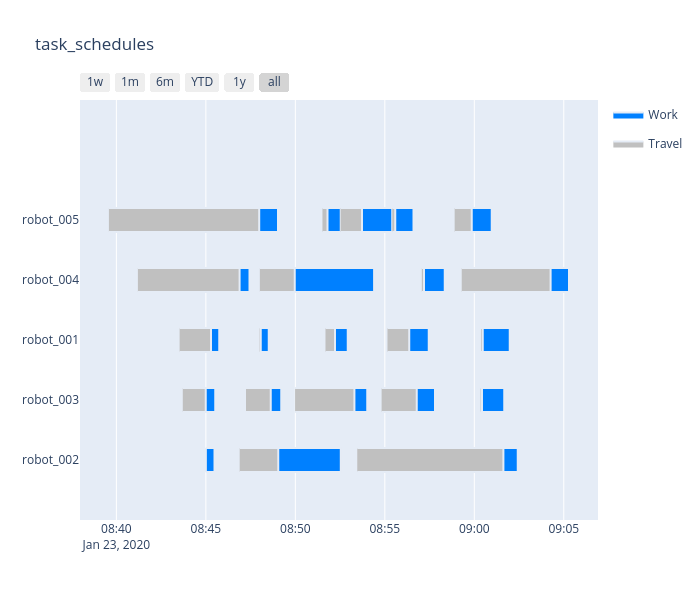 task_schedules
1w 1m 6m YTD 1y all
Work
Travel
robot_005
robot_004
robot_001
robot_003
robot_002
08:40 08:45 08:50 08:55 09:00 09:05
Jan 23, 2020